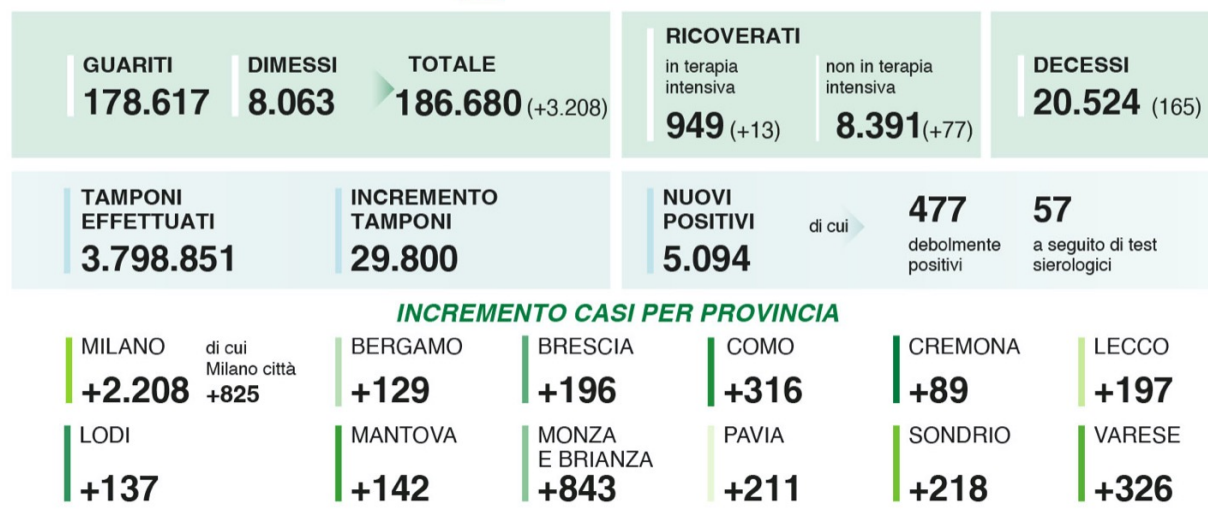 GUARITI
178.617
DIMESSI
8.063
TOTALE
186.680 (+3.208)
RICOVERATI
in terapia
intensiva
949 (+13)
non in terapia
intensiva
8.391(+77)
DECESSI
20.524 (165)
TAMPONI
EFFETTUATI
3.798.851
INCREMENTO
TAMPONI
29.800
NUOVI
POSITIVI
5.094
di cui
477
debolmente
positivi
57
a seguito di test
sierologici
INCREMENTO CASI PER PROVINCIA
MILANO
+2.208
di cui
Milano città
+825
BERGAMO
+129
BRESCIA
+196
COMO
+316
CREMONA
+89
LECCO
+197
LODI
+137
MANTOVA
+142
MONZA
E BRIANZA
+843
PAVIA
+211
SONDRIO
+218
VARESE
+326